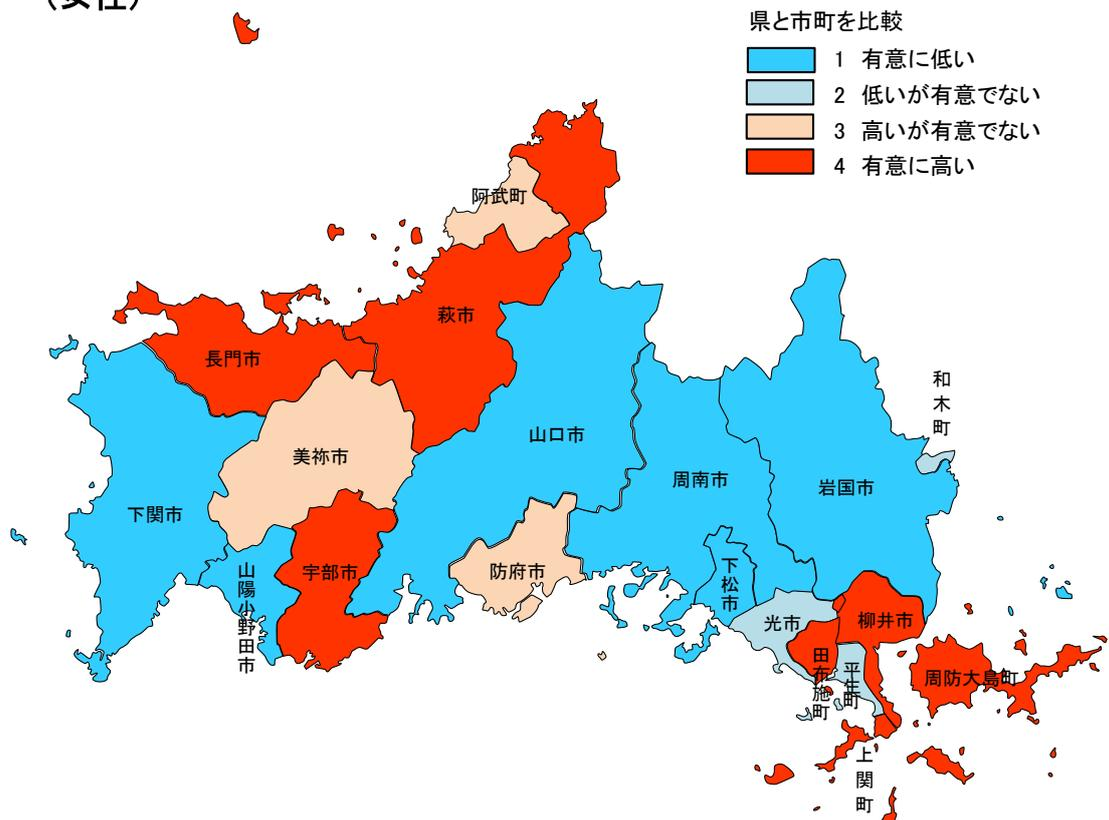 （女性）
県と市町を比較
1 有意に低い
2 低いが有意でない
3 高いが有意でない
4 有意に高い
阿武町
萩市
長門市
和木町
山口市
美祢市
周南市
岩国市
下関市
山陽小野田市
宇部市
防府市
下松市
光市
柳井市
田布施町
平生町
周防大島町
上関町